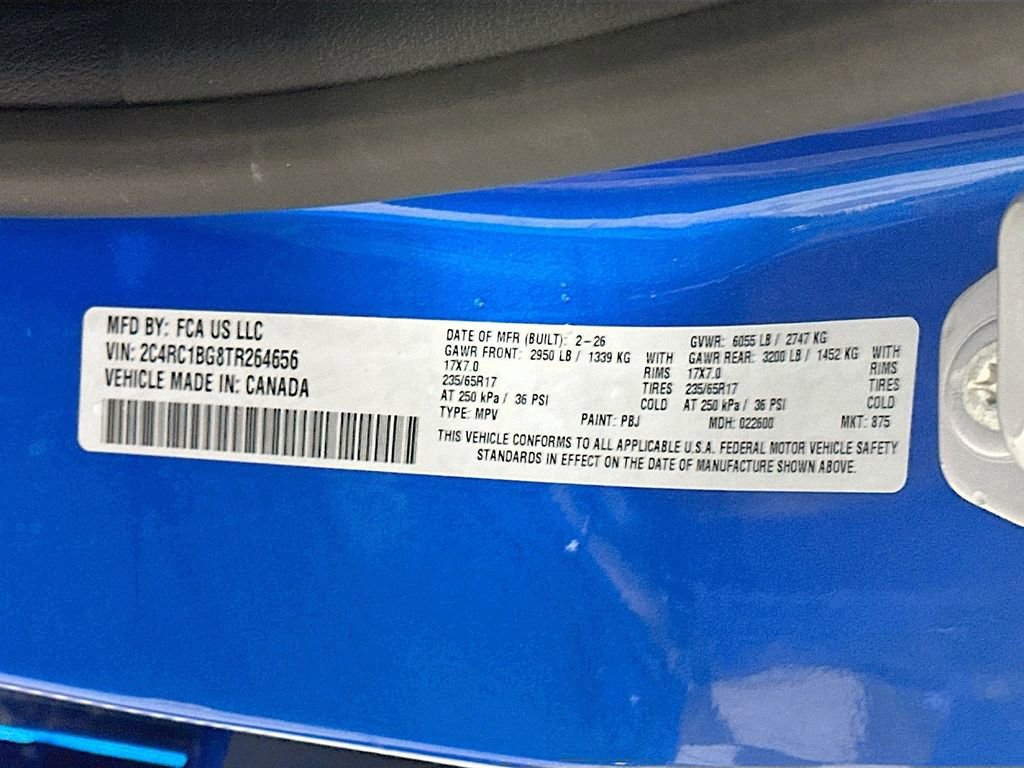 MFD BY: FCA US LLC
VIN: 2C4RC1BG8TR264656
VEHICLE MADE IN: CANADA
DATE OF MFR (BUILT): 2-26 GVWR: 6055 LB / 2747 KG
GAWR FRONT: 2950 LB / 1339 KG WITH GAWR REAR: 3200 LB / 1452 KG WITH
17X7.0 RIMS 17X7.0 RIMS
235/65R17 TIRES 235/65R17 TIRES
AT 250 kPa / 36 PSI COLD AT 250 kPa / 36 PSI COLD
TYPE: MPV PAINT: PBJ MDH: 022600 MKT: 875
THIS VEHICLE CONFORMS TO ALL APPLICABLE U.S.A. FEDERAL MOTOR VEHICLE SAFETY
STANDARDS IN EFFECT ON THE DATE OF MANUFACTURE SHOWN ABOVE.